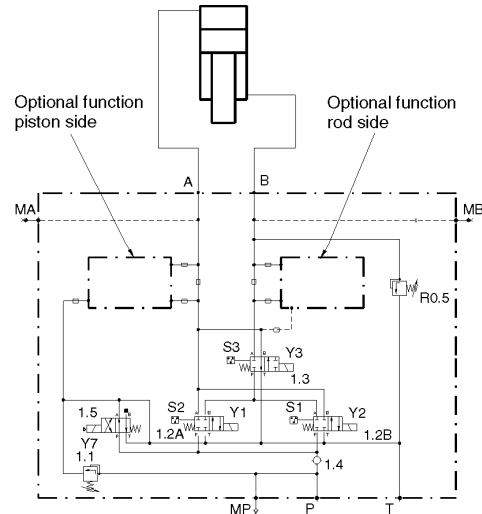 Optional function
piston side
Optional function
rod side
A
B
MA
MB
R0.5
S3
Y3
1.3
S2
Y1
S1
Y2
1.5
1.2A
1.2B
Y7
1.1
1.4
MP
P
T